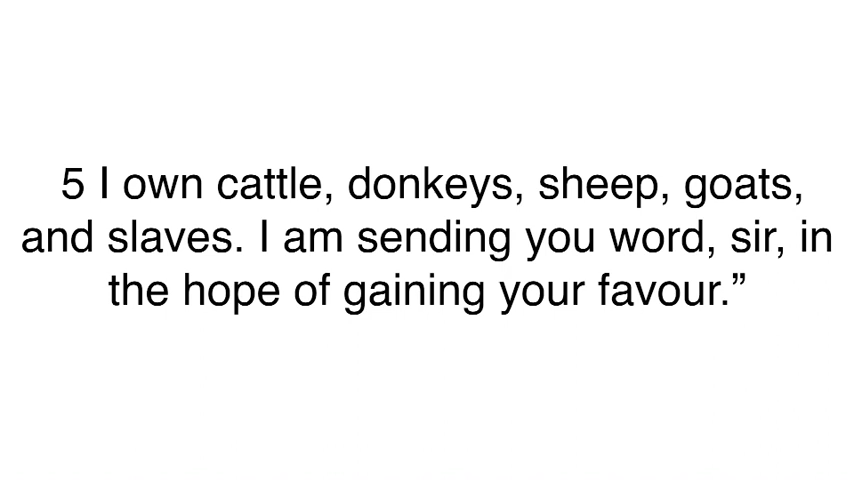 5 I own cattle, donkeys, sheep, goats,
and slaves. I am sending you word, sir, in
the hope of gaining your favour.”